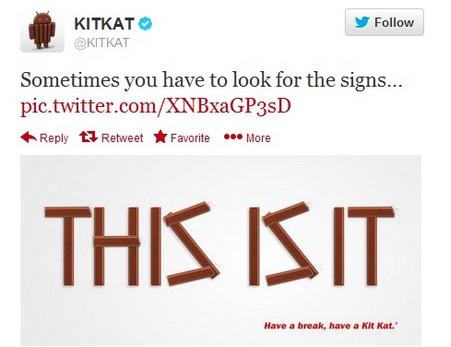 KITKAT
@KITKAT
Follow
Sometimes you have to look for the signs...
pic.twitter.com/XNBxaGP3sD
Reply Retweet Favorite More
THIS IS IT
Have a break, have a Kit Kat.'